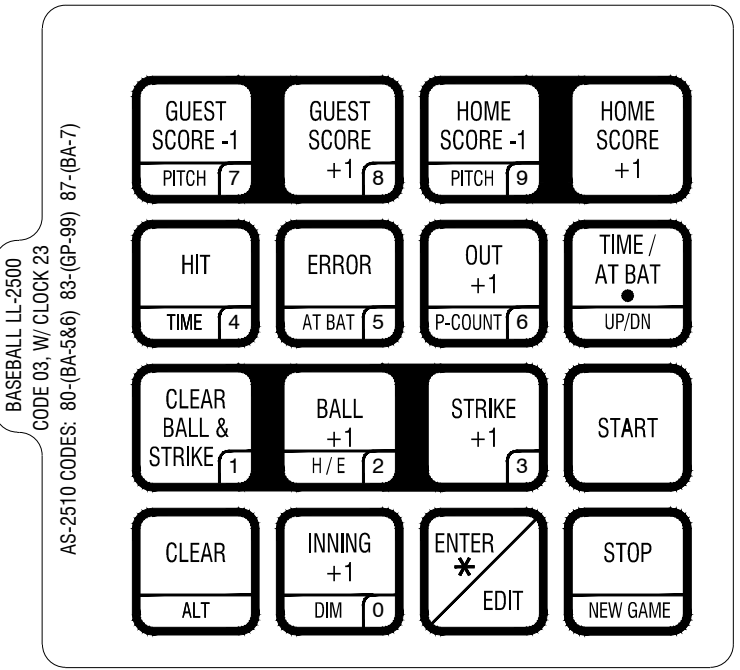 BASEBALL LL-2500
CODE 03, W/ CLOCK 23
AS-2510 CODES: 80-(BA-5&6) 83-(GP-99) 87-(BA-7)
GUEST
SCORE -1
PITCH 7
GUEST
SCORE
+1 8
HOME
SCORE -1
PITCH 9
HOME
SCORE
+1
HIT
TIME 4
ERROR
AT BAT 5
OUT
+1
P-COUNT 6
TIME /
AT BAT
●
UP/DN
CLEAR
BALL &
STRIKE 1
BALL
+1
H / E 2
STRIKE
+1
3
START
CLEAR
ALT
INNING
+1
DIM 0
ENTER
*
EDIT
STOP
NEW GAME